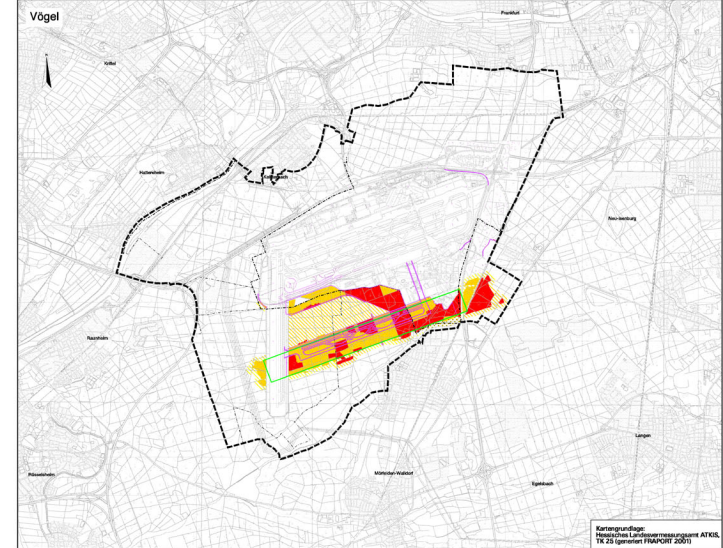 Vögel
Frankfurt
Kriftel
Hattersheim
Kelsterbach
Neu-Isenburg
Raunheim
Langen
Rüsselsheim
Mörfelden-Walldorf
Egelsbach
Kartengrundlage:
Hessisches Landesvermessungsamt ATKIS,
TK 25 (generiert FRAPORT 2001)